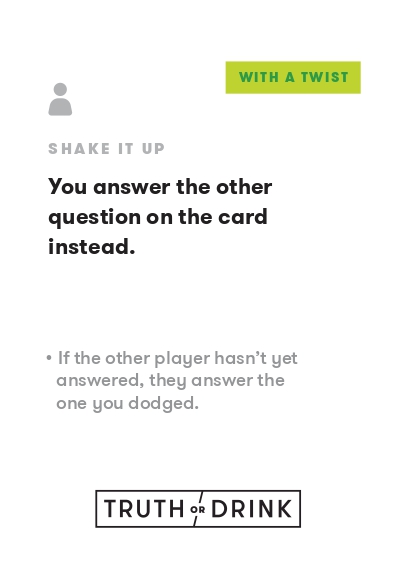 WITH A TWIST
SHAKE IT UP
You answer the other
question on the card
instead.
• If the other player hasn't yet
answered, they answer the
one you dodged.
TRUTH OR DRINK